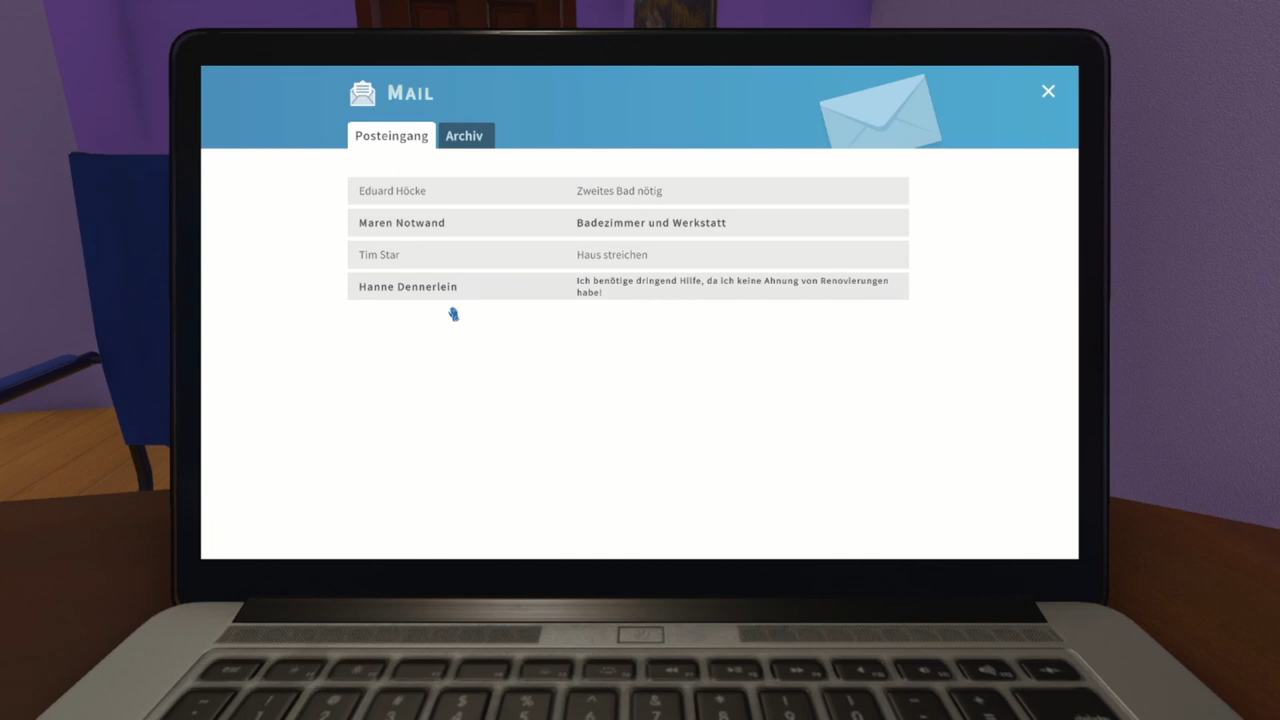 MAIL
Posteingang Archiv
Eduard Höcke Zweites Bad nötig
Maren Notwand Badezimmer und Werkstatt
Tim Star Haus streichen
Hanne Dennerlein Ich benötige dringend Hilfe, da ich keine Ahnung von Renovierungen
habe!